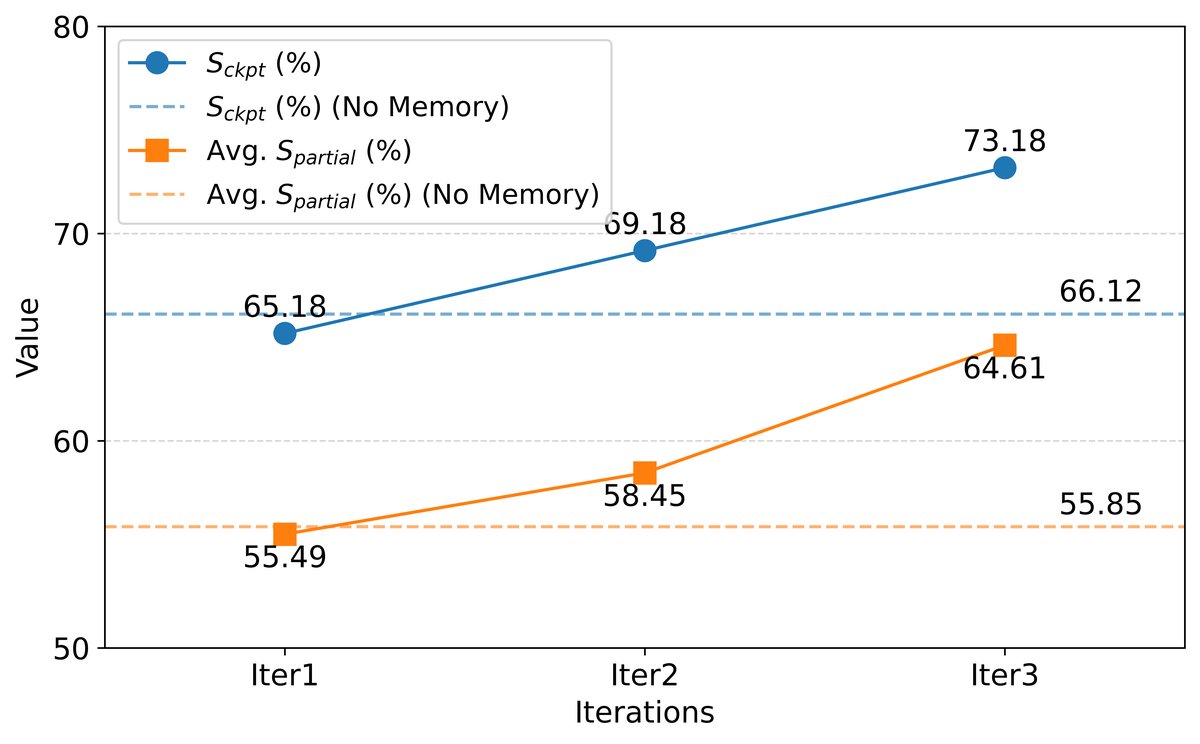 80
70
60
50
Value
S_ckpt (%)
S_ckpt (%) (No Memory)
Avg. S_partial (%)
Avg. S_partial (%) (No Memory)
73.18
69.18
65.18
66.12
64.61
58.45
55.49
55.85
Iter1 Iter2 Iter3
Iterations